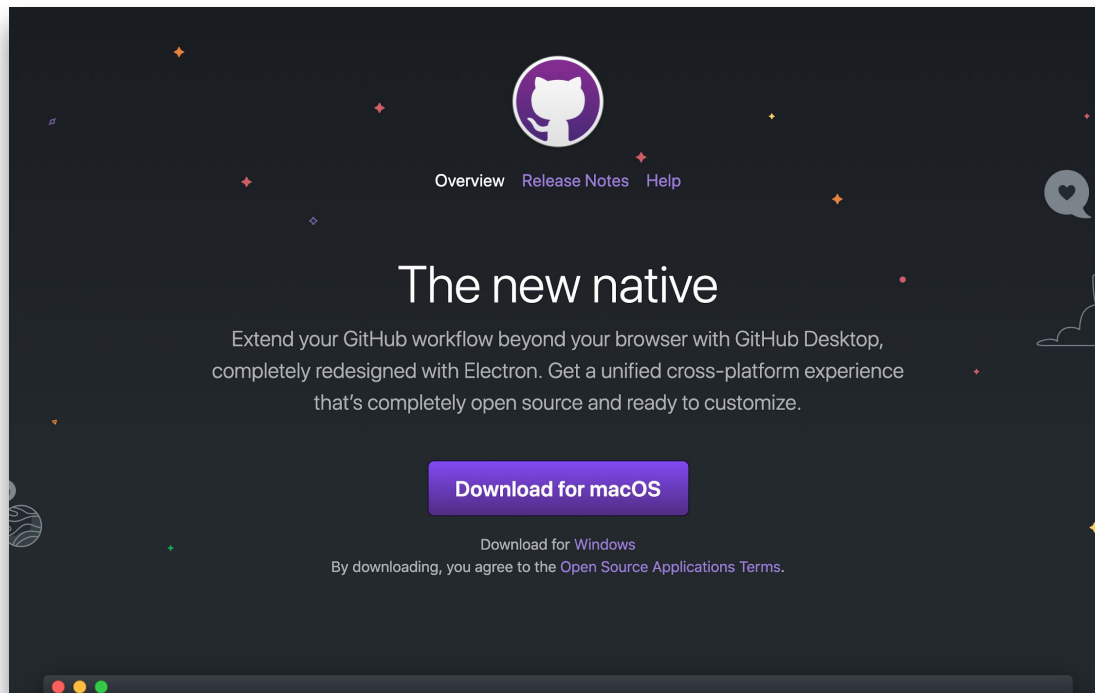 Overview Release Notes Help
The new native
Extend your GitHub workflow beyond your browser with GitHub Desktop,
completely redesigned with Electron. Get a unified cross-platform experience
that’s completely open source and ready to customize.
Download for macOS
Download for Windows
By downloading, you agree to the Open Source Applications Terms.